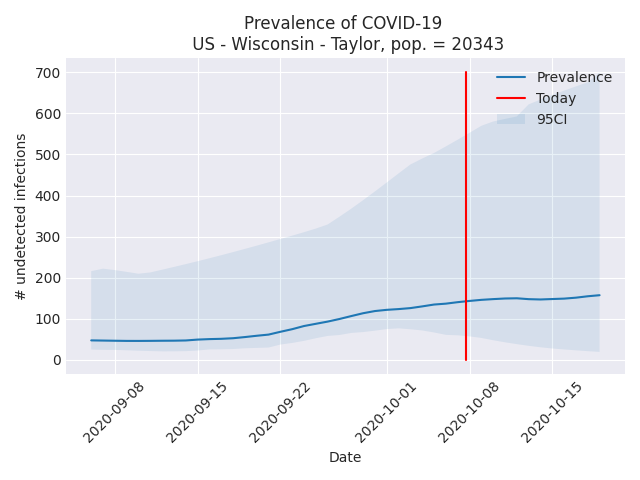 Prevalence of COVID-19
US - Wisconsin - Taylor, pop. = 20343
700
600
500
400
300
200
100
0
# undetected infections
Prevalence
Today
95CI
2020-09-08
2020-09-15
2020-09-22
2020-10-01
2020-10-08
2020-10-15
Date